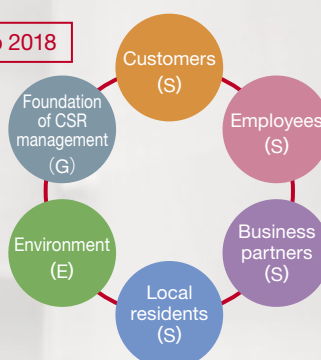 2018
Customers
(S)
Foundation
of CSR
management
(G)
Employees
(S)
Environment
(E)
Business
partners
(S)
Local
residents
(S)